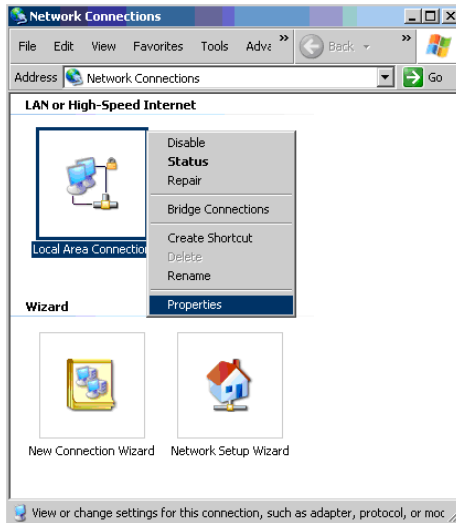 Network Connections
File Edit View Favorites Tools Adva » Back »
Address Network Connections Go
LAN or High-Speed Internet
Disable
Status
Repair
Bridge Connections
Create Shortcut
Delete
Rename
Properties
Local Area Connection
Wizard
New Connection Wizard Network Setup Wizard
View or change settings for this connection, such as adapter, protocol, or moc